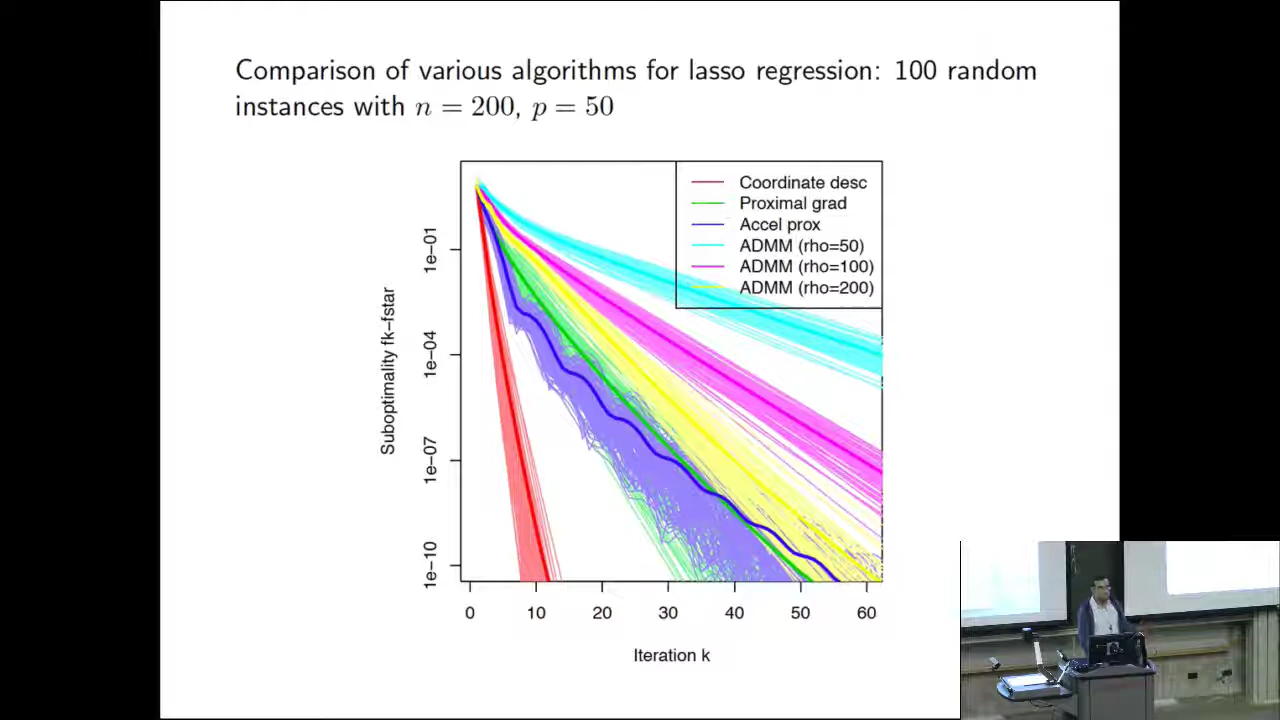 Comparison of various algorithms for lasso regression: 100 random
instances with n = 200, p = 50
Coordinate desc
Proximal grad
Accel prox
ADMM (rho=50)
ADMM (rho=100)
ADMM (rho=200)
Suboptimality fk−fstar
1e−01
1e−04
1e−07
1e−10
0 10 20 30 40 50 60
Iteration k